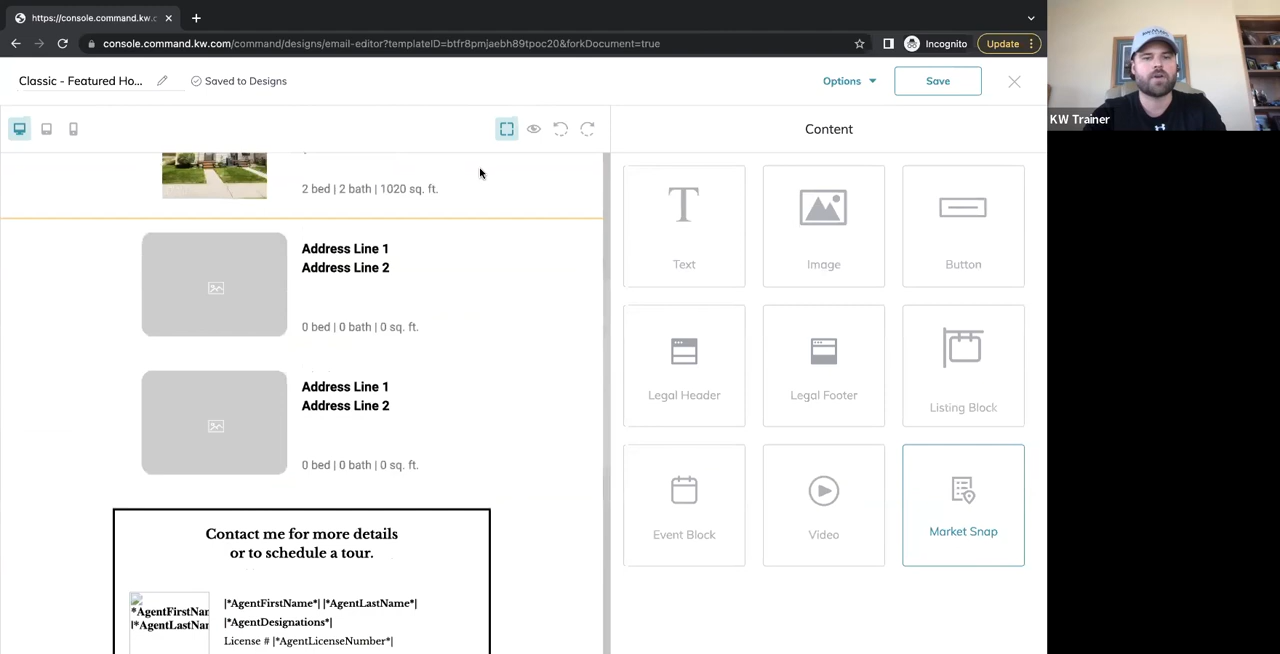 https://console.command.kw.c
console.command.kw.com/command/designs/email-editor?templateID=btfr8pmjaebh89tpoc20&forkDocument=true
Incognito
Update
KW Trainer
Classic - Featured Ho...
Saved to Designs
Options
Save
Content
2 bed | 2 bath | 1020 sq. ft.
Address Line 1
Address Line 2
0 bed | 0 bath | 0 sq. ft.
Address Line 1
Address Line 2
0 bed | 0 bath | 0 sq. ft.
Contact me for more details
or to schedule a tour.
*AgentFirstNam
|*AgentLastNam
|*AgentFirstName*| |*AgentLastName*|
|*AgentDesignations*|
License # |*AgentLicenseNumber*|
Text
Image
Button
Legal Header
Legal Footer
Listing Block
Event Block
Video
Market Snap